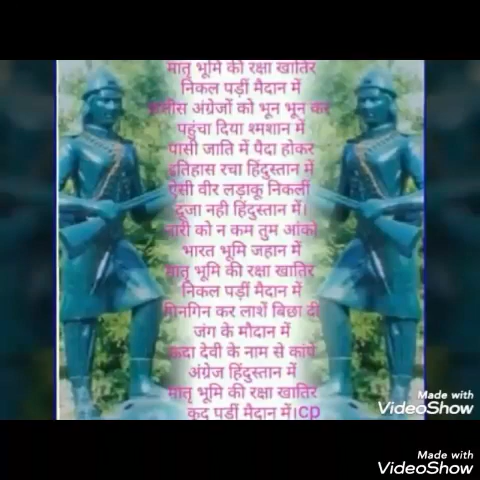 मातृ भूमि की रक्षा खातिर
निकल पड़ीं मैदान में
अंग्रेजों को भून भून कर
पहुंचा दिया श्मशान में
पासी जाति में पैदा होकर
इतिहास रचा हिंदुस्तान में
ऐसी वीर लड़ाकू निकलीं
दूजा नही हिंदुस्तान में।
नारी को न कम तुम आंको
भारत भूमि जहान में
मातृ भूमि की रक्षा खातिर
निकल पड़ीं मैदान में
गिनगिन कर लाशें बिछा दी
जंग के मौदान में
ऊदा देवी के नाम से कांपे
अंग्रेज हिंदुस्तान में
मातृ भूमि की रक्षा खातिर
कूद पड़ीं मैदान में।cp
Made with
VideoShow
Made with
VideoShow